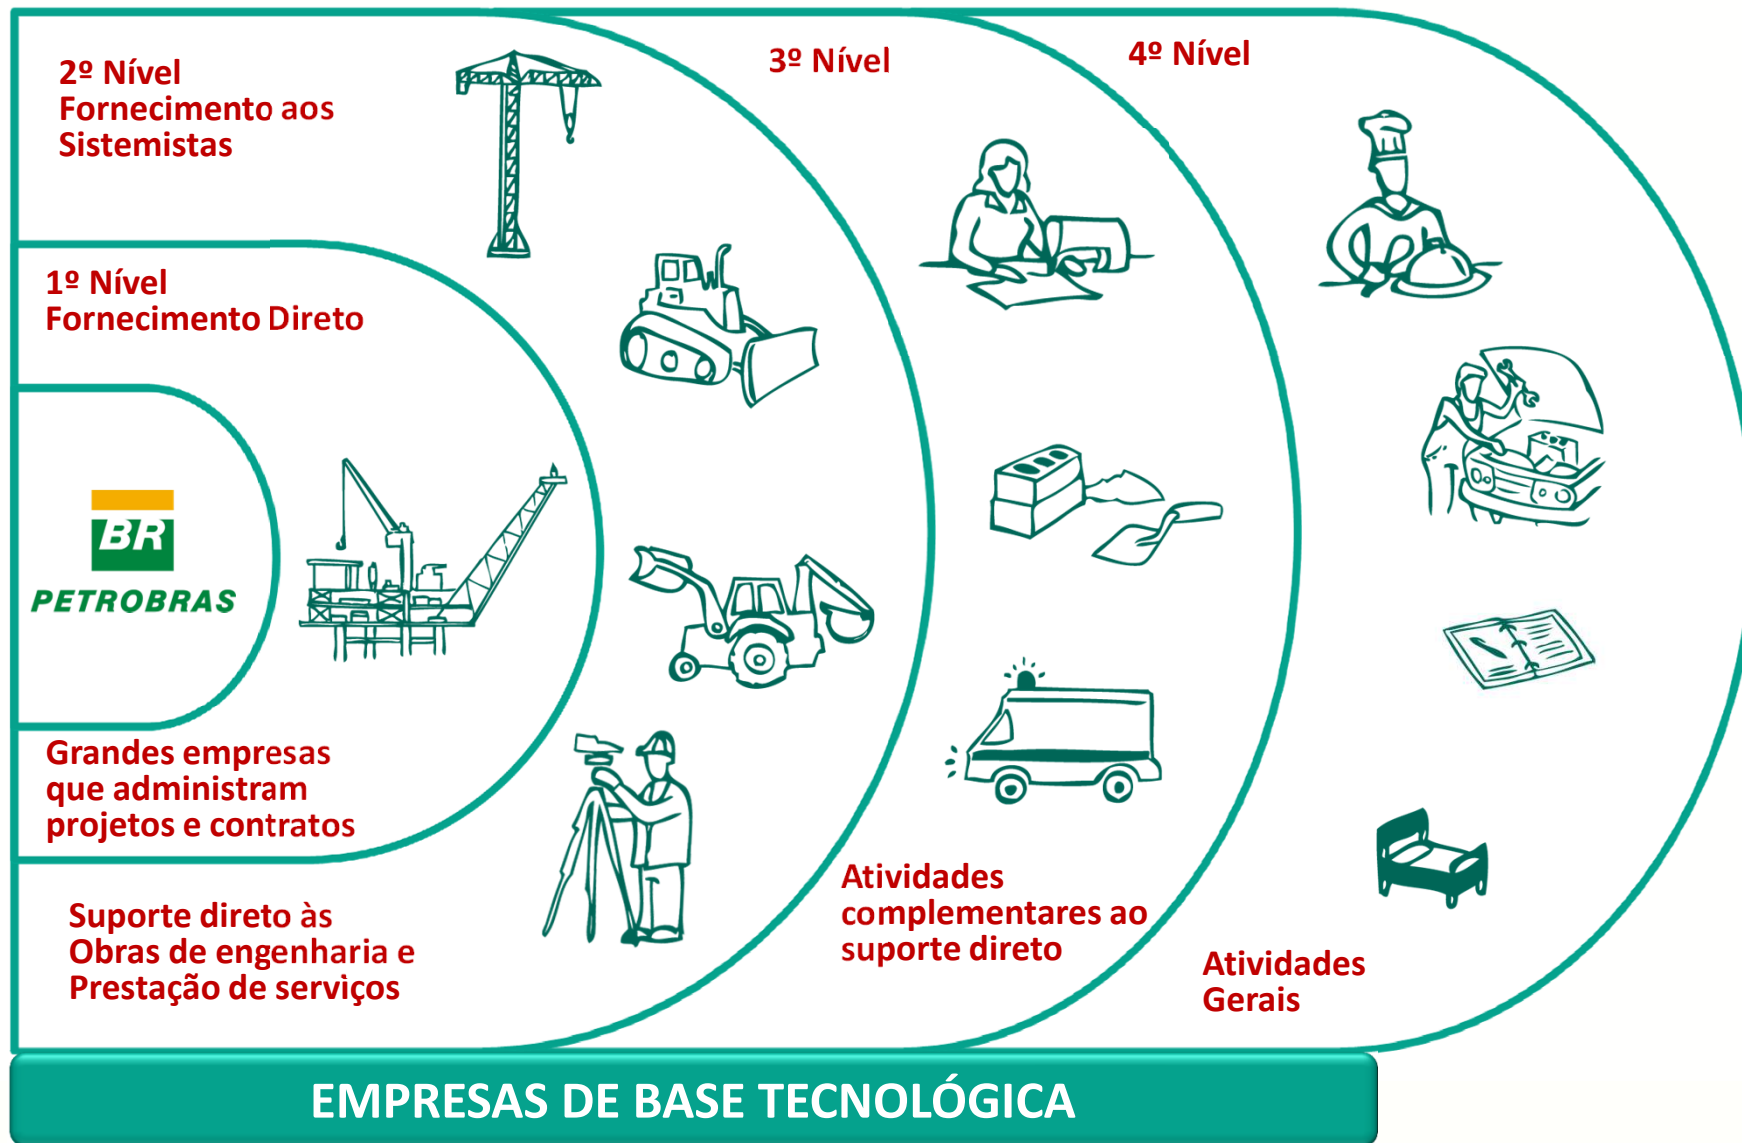 2º Nível
Fornecimento aos
Sistemistas
3º Nível
4º Nível
1º Nível
Fornecimento Direto
BR
PETROBRAS
Grandes empresas
que administram
projetos e contratos
Suporte direto às
Obras de engenharia e
Prestação de serviços
Atividades
complementares ao
suporte direto
Atividades
Gerais
EMPRESAS DE BASE TECNOLÓGICA